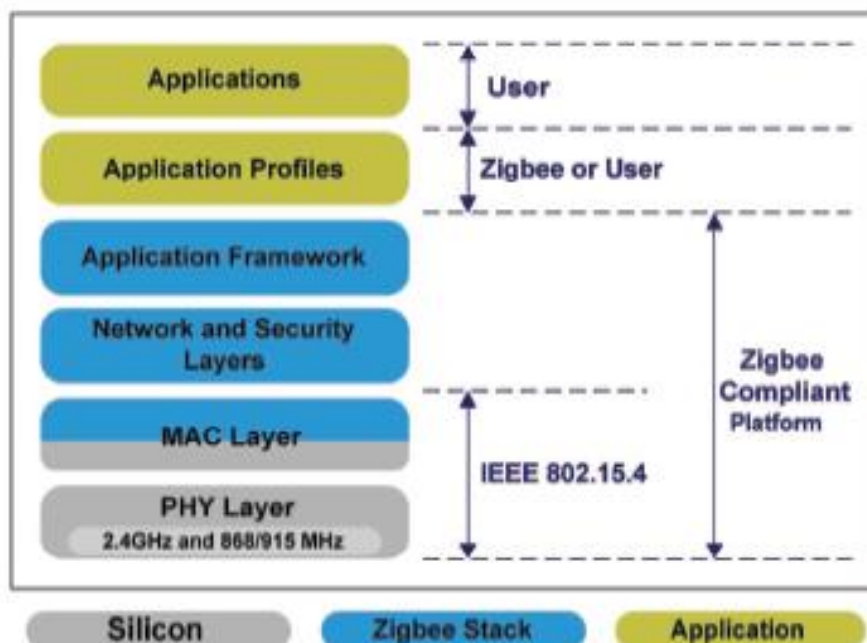 Applications
User
Application Profiles
Zigbee or User
Application Framework
Network and Security
Layers
Zigbee
Compliant
Platform
MAC Layer
IEEE 802.15.4
PHY Layer
2.4GHz and 868/915 MHz
Silicon
Zigbee Stack
Application